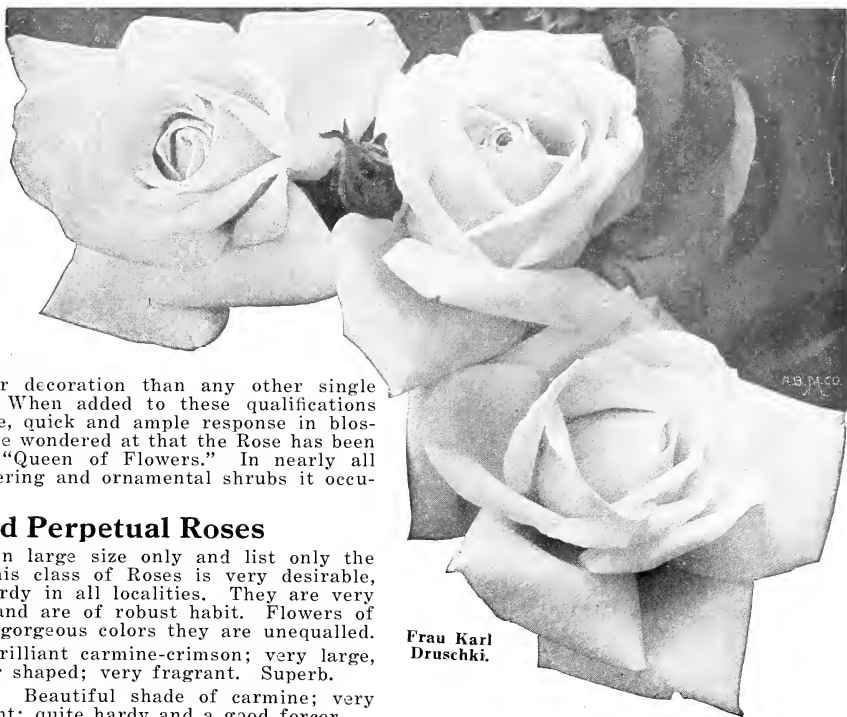 r decoration than any other single
When added to these qualifications
e, quick and ample response in blos-
e wondered at that the Rose has been
“Queen of Flowers.” In nearly all
ering and ornamental shrubs it occu-
d Perpetual Roses
n large size only and list only the
his class of Roses is very desirable,
rdy in all localities. They are very
and are of robust habit. Flowers of
gorgeous colors they are unequalled.
rilliant carmine-crimson; very large,
r shaped; very fragrant. Superb.
Beautiful shade of carmine; very
nt; quite hardy and a good forcer.
Frau Karl
Druschki.
A.B.M.CO.